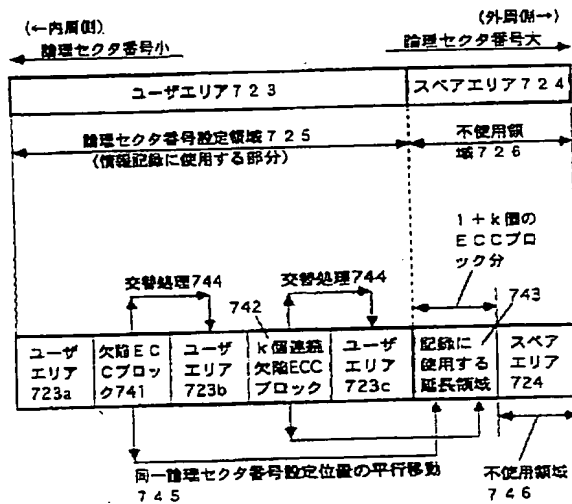 (←内周側)
論理セクタ番号小
(外周側→)
論理セクタ番号大
ユーザエリア723
スペアエリア724
論理セクタ番号設定領域725
(情報記録に使用する部分)
不使用領
域726
1+k個の
ECCブロ
ック分
交替処理744
交替処理744
742
743
ユーザ
エリア
723a
欠陥EC
Cブロッ
ク741
ユーザ
エリア
723b
k個連続
欠陥ECC
ブロック
ユーザ
エリア
723c
記録に
使用する
延長領域
スペア
エリア
724
同一論理セクタ番号設定位置の平行移動
745
不使用領域
746